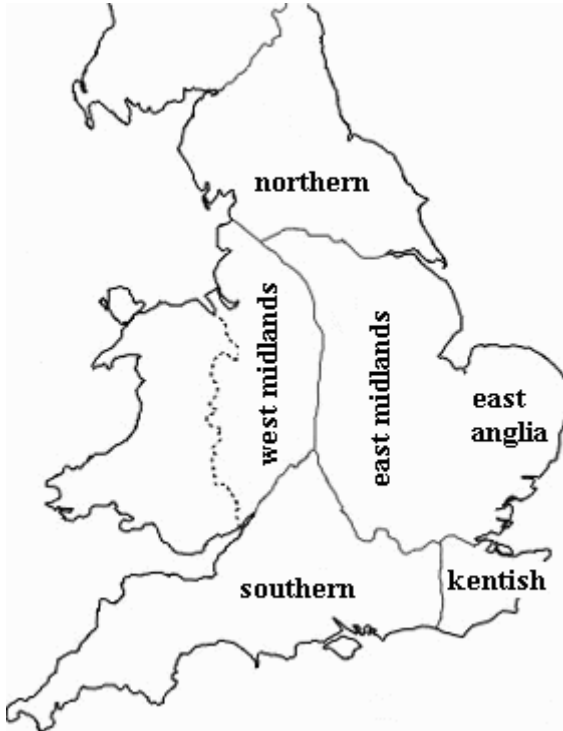 northern
west midlands
east midlands
east
anglia
southern
kentish